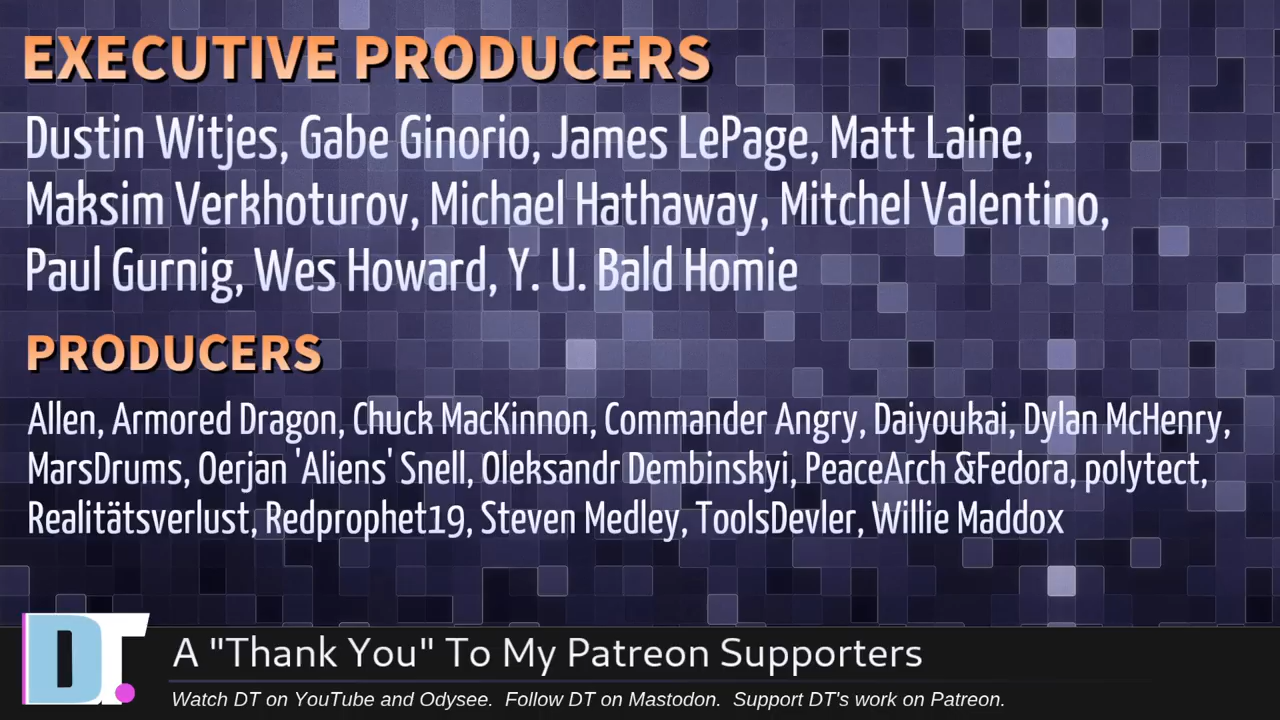 EXECUTIVE PRODUCERS
Dustin Witjes, Gabe Ginorio, James LePage, Matt Laine,
Maksim Verkhoturov, Michael Hathaway, Mitchel Valentino,
Paul Gurnig, Wes Howard, Y. U. Bald Homie
PRODUCERS
Allen, Armored Dragon, Chuck MacKinnon, Commander Angry, Daiyoukai, Dylan McHenry,
MarsDrums, Oerjan 'Aliens' Snell, Oleksandr Dembinskyi, PeaceArch &Fedora, polytect,
Realitätsverlust, Redprophet19, Steven Medley, ToolsDevler, Willie Maddox
DT.
A "Thank You" To My Patreon Supporters
Watch DT on YouTube and Odysee. Follow DT on Mastodon. Support DT's work on Patreon.